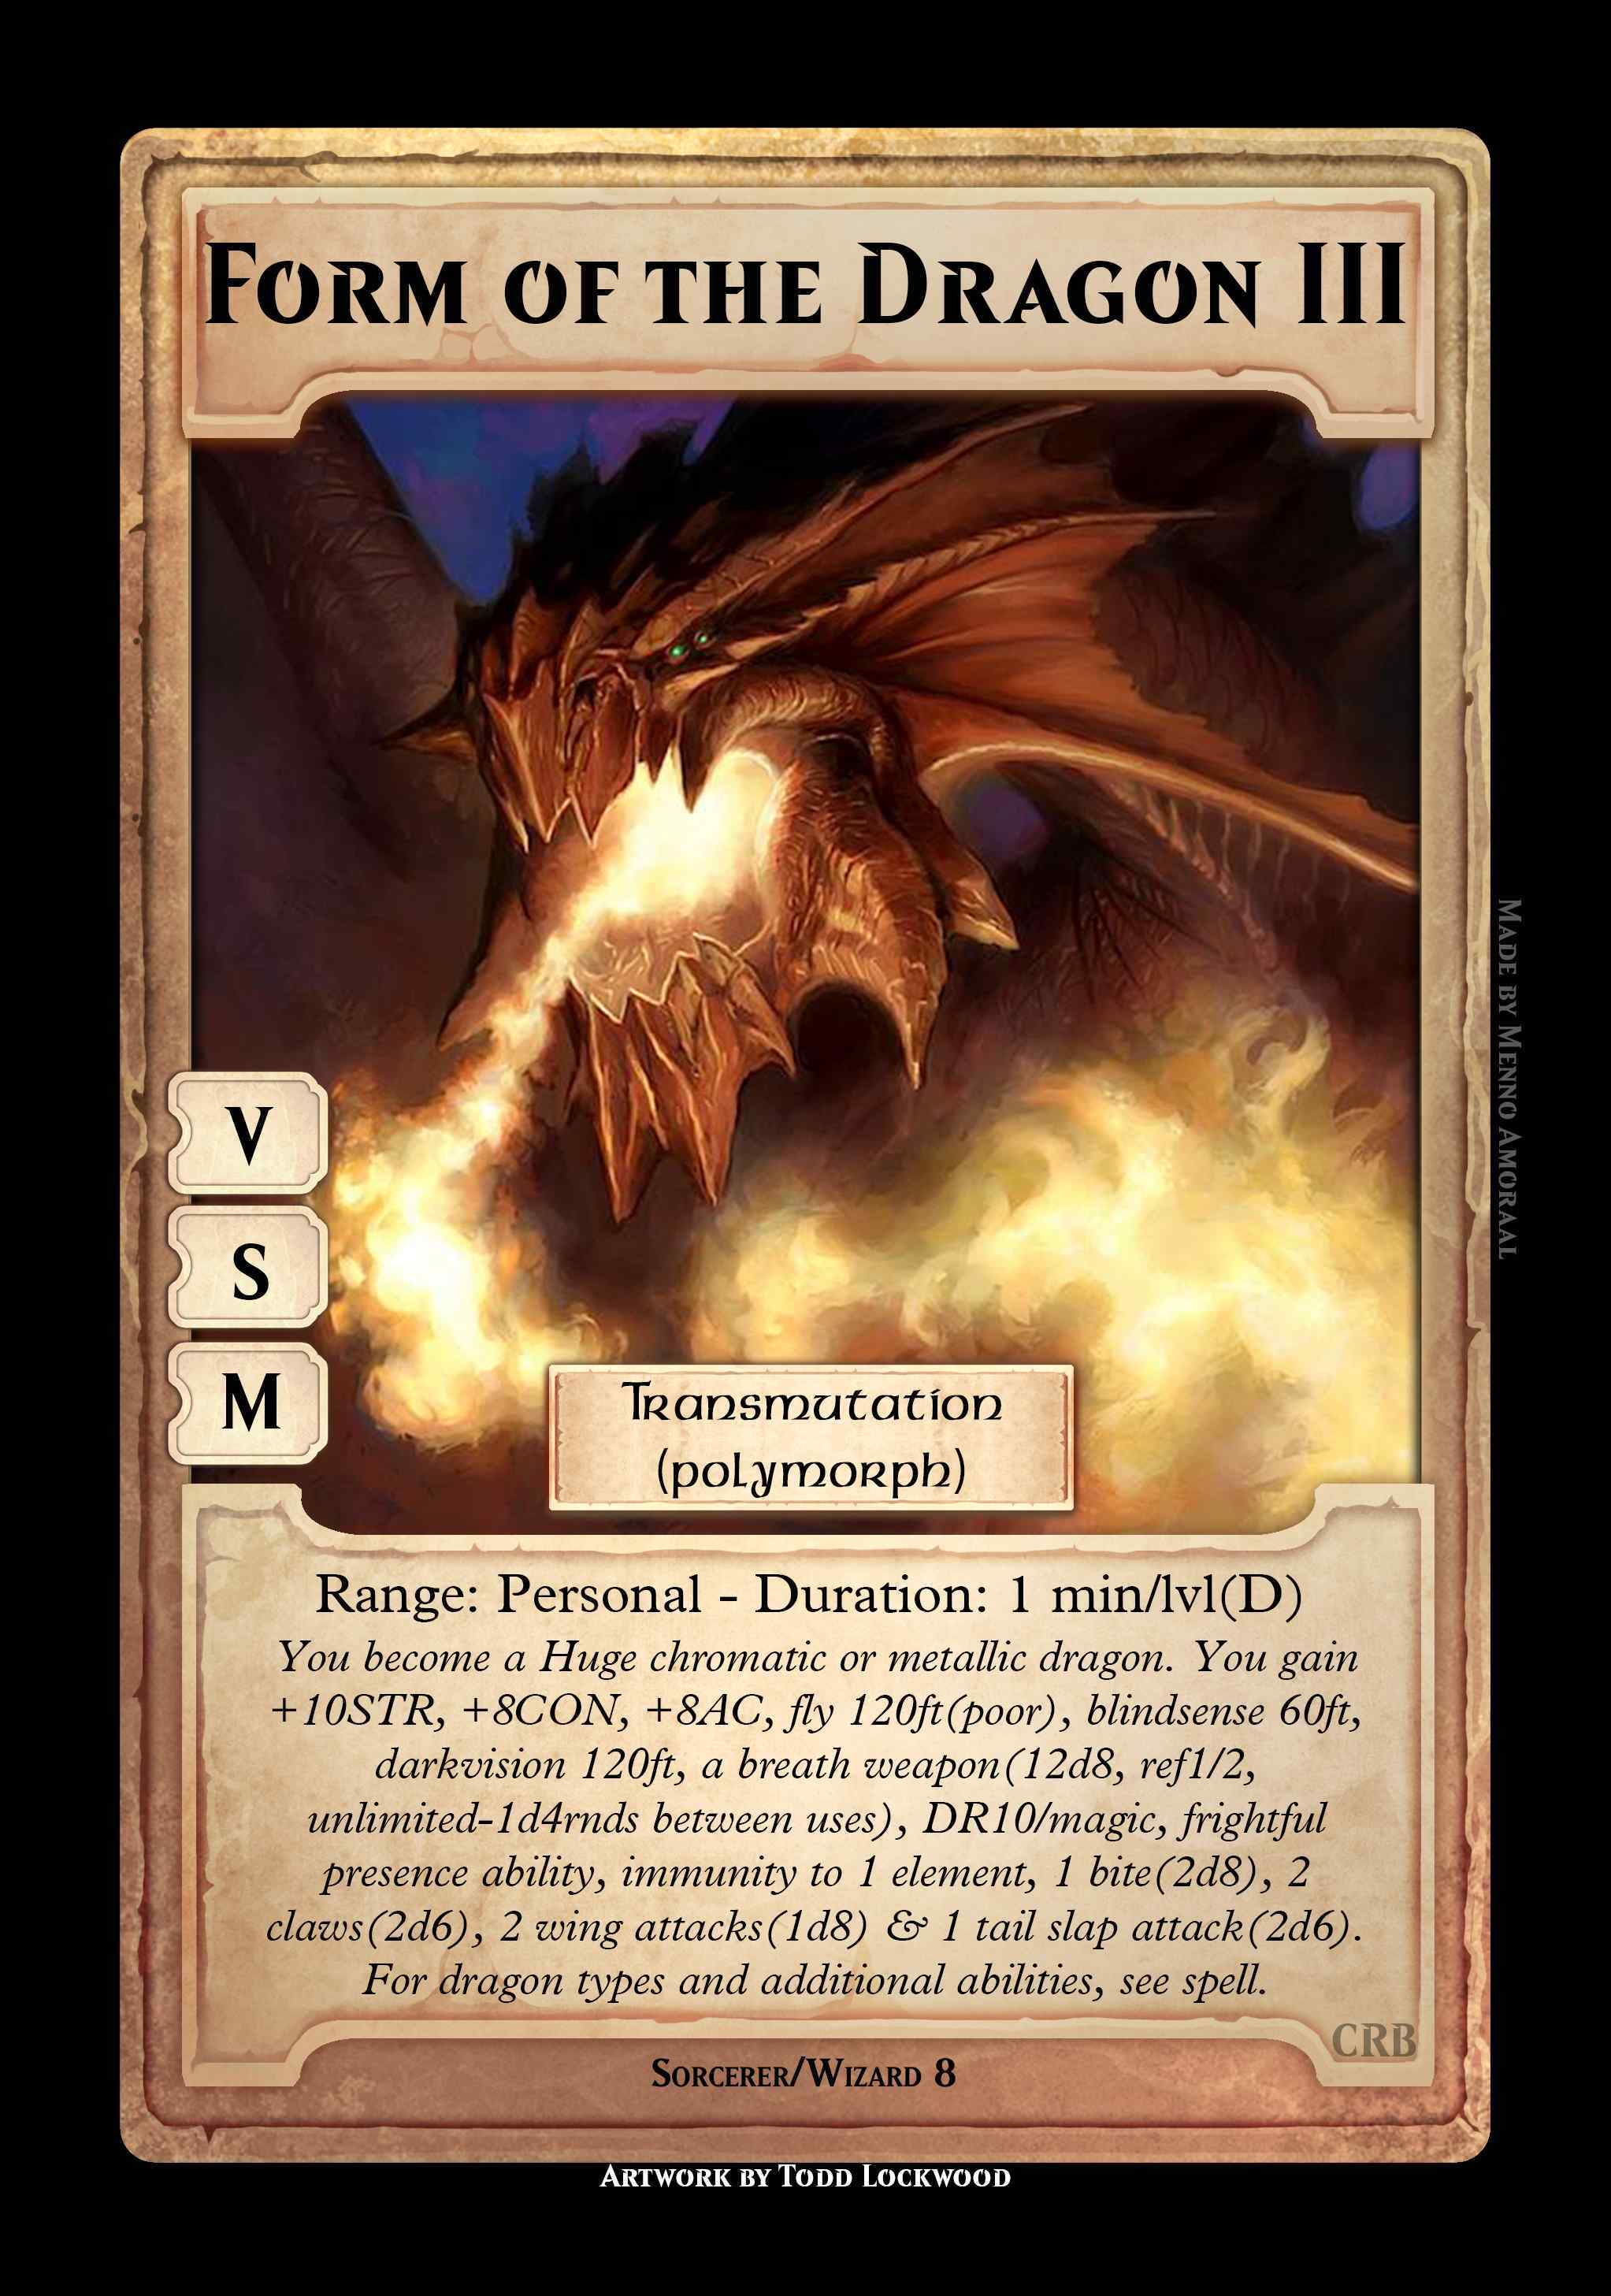 Form of the Dragon III
V
S
M
Transmutation
(polymorph)
Range: Personal - Duration: 1 min/lvl(D)
You become a Huge chromatic or metallic dragon. You gain
+10STR, +8CON, +8AC, fly 120ft(poor), blindsense 60ft,
darkvision 120ft, a breath weapon(12d8, ref1/2,
unlimited-1d4rnds between uses), DR10/magic, frightful
presence ability, immunity to 1 element, 1 bite(2d8), 2
claws(2d6), 2 wing attacks(1d8) & 1 tail slap attack(2d6).
For dragon types and additional abilities, see spell.
CRB
Sorcerer/Wizard 8
Artwork by Todd Lockwood
Made by Menno Amoraal